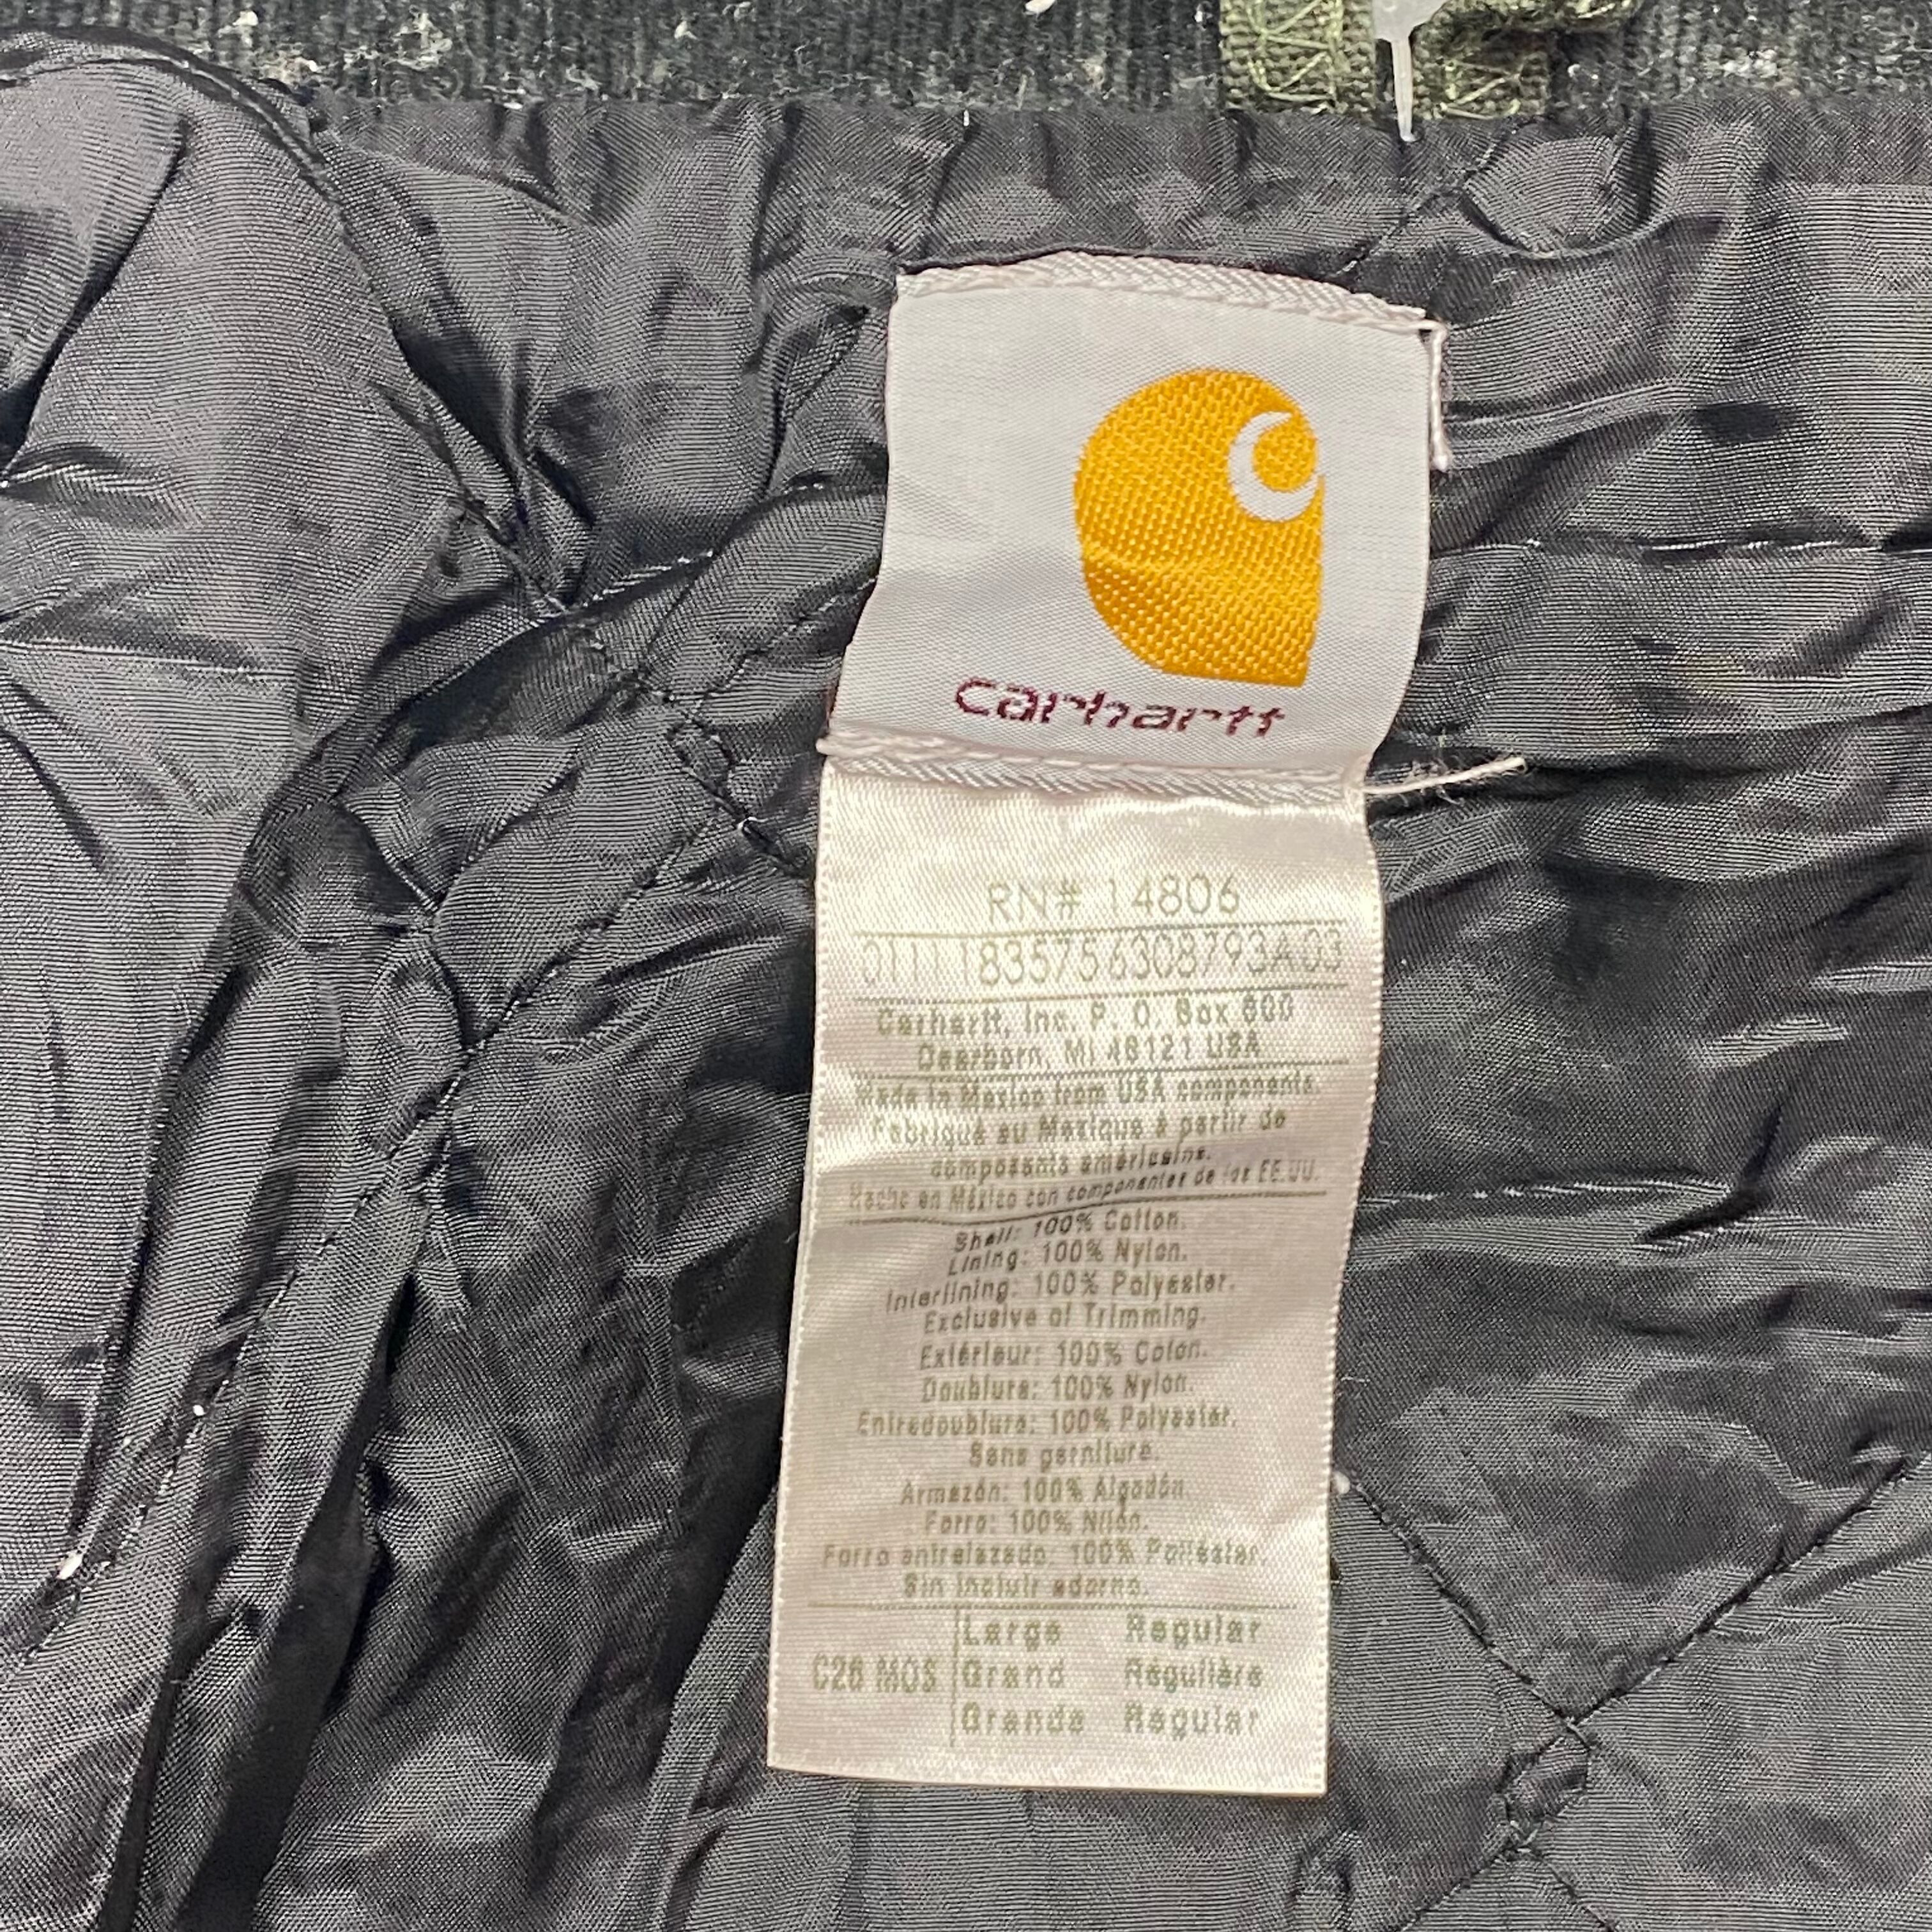 carhartt
RN# 14806
0111183575 6308793A03
Carhartt, Inc. P. O. Box 600
Dearborn, MI 48121 USA
Made in Mexico from USA components.
Fabriqué au Mexique à partir de
composants américains.
Hecho en México con componentes de los EE.UU.
Shell: 100% Cotton.
Lining: 100% Nylon.
Interlining: 100% Polyester.
Exclusive of Trimming.
Extérieur: 100% Coton.
Doublure: 100% Nylon.
Entredoublure: 100% Polyester.
Sans garniture.
Armazón: 100% Algodón.
Forro: 100% Nilón.
Forro entrelazado: 100% Poliéster.
Sin incluir adorno.
Large Regular
C26 MOS Grand Régulière
Grande Regular